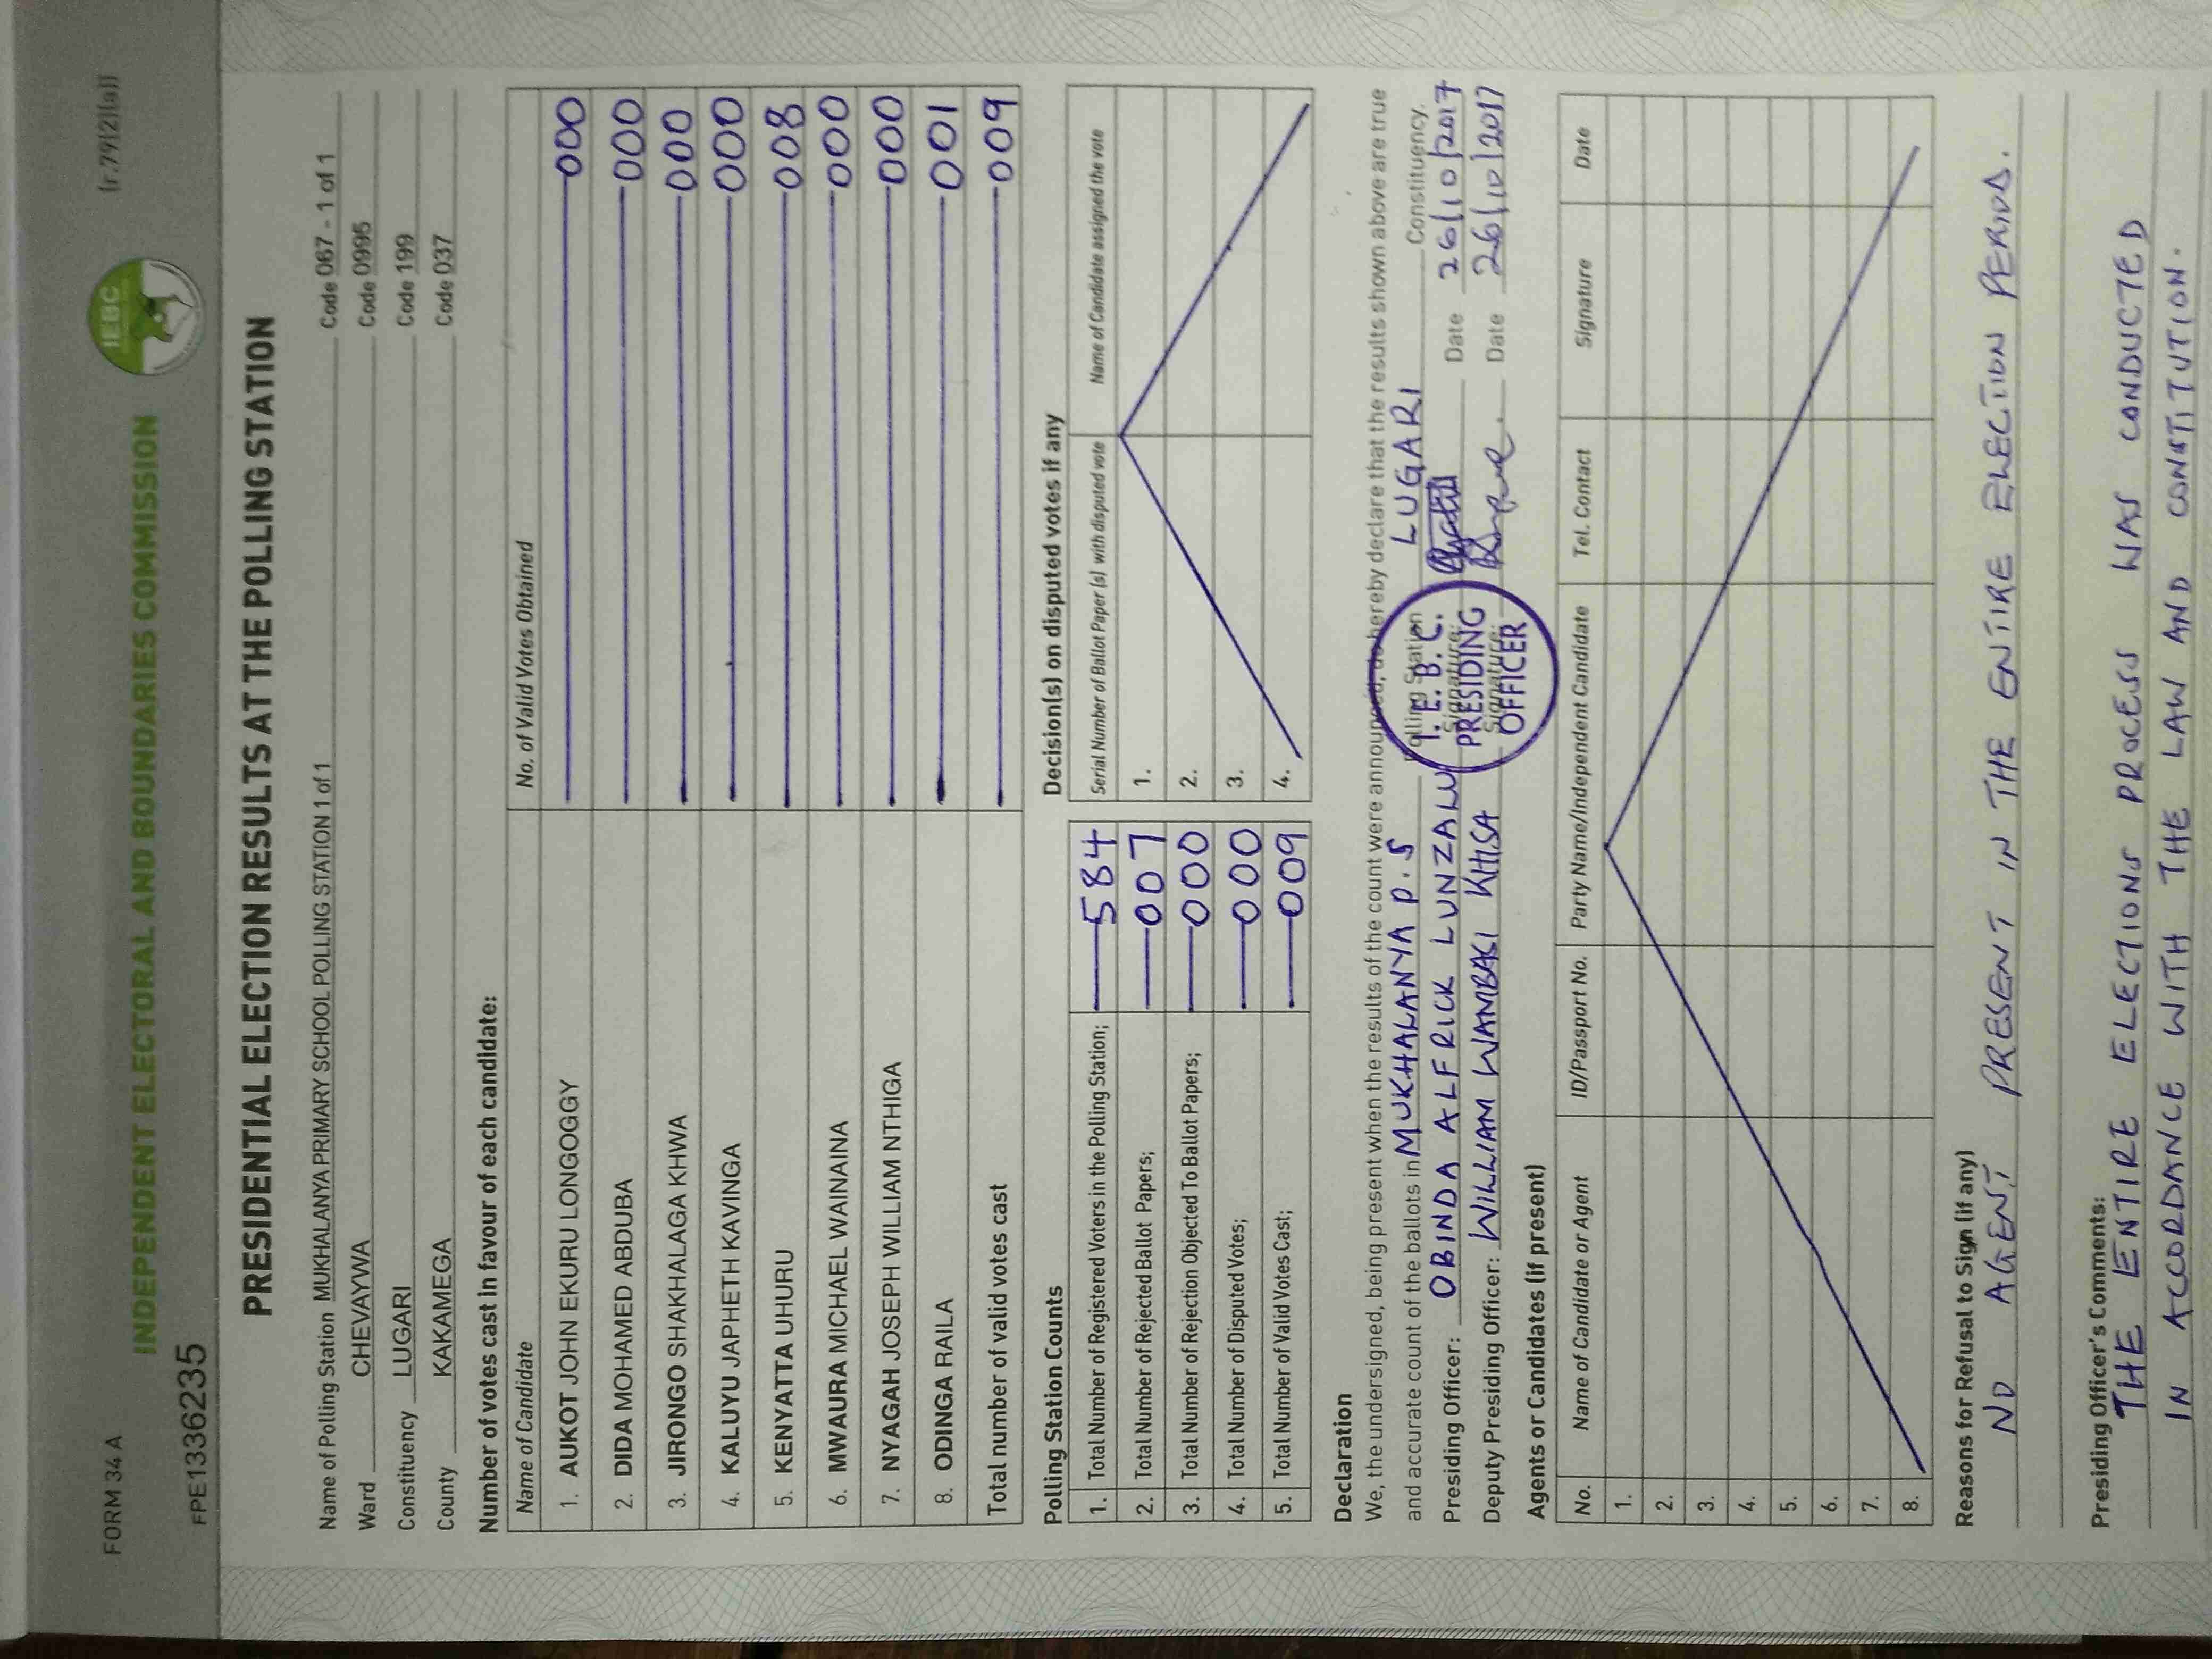 FORM 34 A
(r.79(2)(a))
IEBC
INDEPENDENT ELECTORAL AND BOUNDARIES COMMISSION
FPE1336235
PRESIDENTIAL ELECTION RESULTS AT THE POLLING STATION
Name of Polling Station MUKHALANYA PRIMARY SCHOOL POLLING STATION 1 of 1 Code 067 - 1 of 1
Ward CHEVAYWA Code 0995
Constituency LUGARI Code 199
County KAKAMEGA Code 037
Number of votes cast in favour of each candidate:
Name of Candidate No. of Valid Votes Obtained
1. AUKOT JOHN EKURU LONGOGGY 000
2. DIDA MOHAMED ABDUBA 000
3. JIRONGO SHAKHALAGA KHWA 000
4. KALUYU JAPHETH KAVINGA 000
5. KENYATTA UHURU 008
6. MWAURA MICHAEL WAINAINA 000
7. NYAGAH JOSEPH WILLIAM NTHIGA 000
8. ODINGA RAILA 001
Total number of valid votes cast 009
Polling Station Counts
1. Total Number of Registered Voters in the Polling Station; 584
2. Total Number of Rejected Ballot Papers; 007
3. Total Number of Rejection Objected To Ballot Papers; 000
4. Total Number of Disputed Votes; 000
5. Total Number of Valid Votes Cast; 009
Decision(s) on disputed votes if any
Serial Number of Ballot Paper (s) with disputed vote Name of Candidate assigned the vote
1.
2.
3.
4.
Declaration
We, the undersigned, being present when the results of the count were announced, do hereby declare that the results shown above are true
and accurate count of the ballots in MUKHALANYA P.S Polling Station LUGARI Constituency.
Presiding Officer: OBINDA ALFRICK LUNZALU Signature: Date 26/10/2017
Deputy Presiding Officer: WILLIAM WAMBASI KHISA Signature: Date 26/10/2017
I.E.B.C.
PRESIDING
OFFICER
Agents or Candidates (if present)
No. Name of Candidate or Agent ID/Passport No. Party Name/Independent Candidate Tel. Contact Signature Date
1.
2.
3.
4.
5.
6.
7.
8.
Reasons for Refusal to Sign (if any)
NO AGENT PRESENT IN THE ENTIRE ELECTION PERIOD.
Presiding Officer's Comments:
THE ENTIRE ELECTIONS PROCESS WAS CONDUCTED
IN ACCORDANCE WITH THE LAW AND CONSTITUTION.